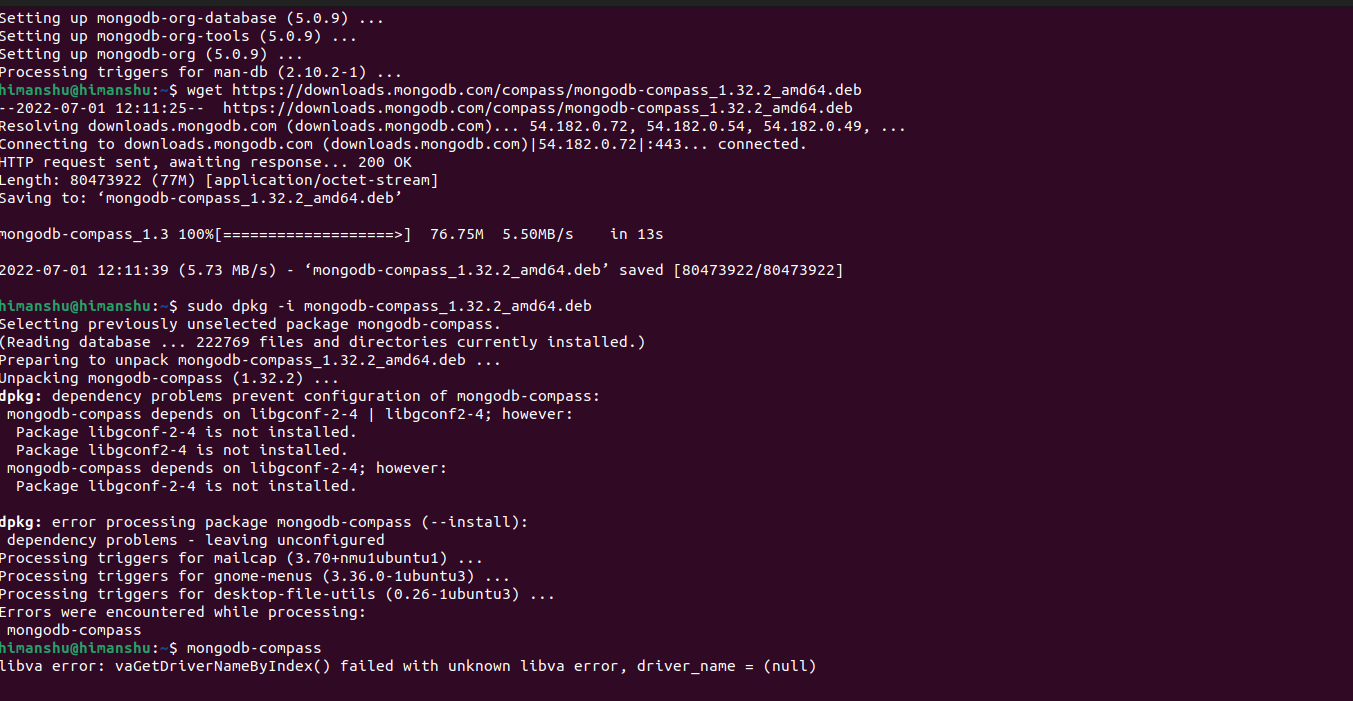 Setting up mongodb-org-database (5.0.9) ...
Setting up mongodb-org-tools (5.0.9) ...
Setting up mongodb-org (5.0.9) ...
Processing triggers for man-db (2.10.2-1) ...
himanshu@himanshu:~$ wget https://downloads.mongodb.com/compass/mongodb-compass_1.32.2_amd64.deb
--2022-07-01 12:11:25--  https://downloads.mongodb.com/compass/mongodb-compass_1.32.2_amd64.deb
Resolving downloads.mongodb.com (downloads.mongodb.com)... 54.182.0.72, 54.182.0.54, 54.182.0.49, ...
Connecting to downloads.mongodb.com (downloads.mongodb.com)|54.182.0.72|:443... connected.
HTTP request sent, awaiting response... 200 OK
Length: 80473922 (77M) [application/octet-stream]
Saving to: ‘mongodb-compass_1.32.2_amd64.deb’
mongodb-compass_1.3 100%[===================>]  76.75M  5.50MB/s    in 13s
2022-07-01 12:11:39 (5.73 MB/s) - ‘mongodb-compass_1.32.2_amd64.deb’ saved [80473922/80473922]
himanshu@himanshu:~$ sudo dpkg -i mongodb-compass_1.32.2_amd64.deb
Selecting previously unselected package mongodb-compass.
(Reading database ... 222769 files and directories currently installed.)
Preparing to unpack mongodb-compass_1.32.2_amd64.deb ...
Unpacking mongodb-compass (1.32.2) ...
dpkg: dependency problems prevent configuration of mongodb-compass:
 mongodb-compass depends on libgconf-2-4 | libgconf2-4; however:
  Package libgconf-2-4 is not installed.
  Package libgconf2-4 is not installed.
 mongodb-compass depends on libgconf-2-4; however:
  Package libgconf-2-4 is not installed.
dpkg: error processing package mongodb-compass (--install):
 dependency problems - leaving unconfigured
Processing triggers for mailcap (3.70+nmu1ubuntu1) ...
Processing triggers for gnome-menus (3.36.0-1ubuntu3) ...
Processing triggers for desktop-file-utils (0.26-1ubuntu3) ...
Errors were encountered while processing:
 mongodb-compass
himanshu@himanshu:~$ mongodb-compass
libva error: vaGetDriverNameByIndex() failed with unknown libva error, driver_name = (null)